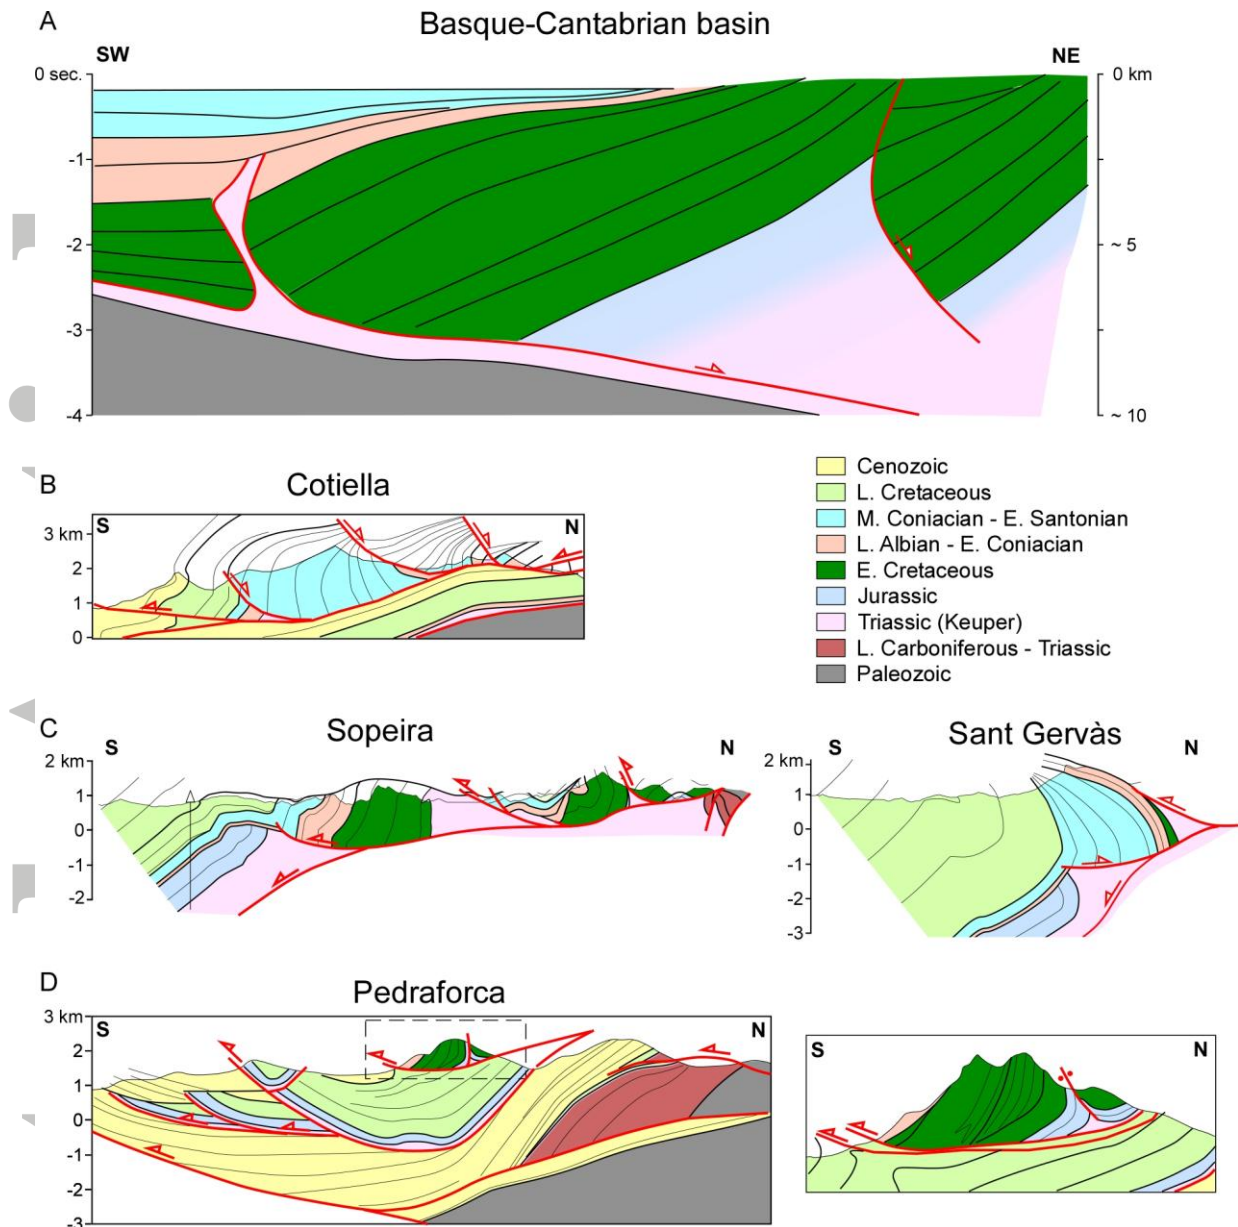 A
Basque-Cantabrian basin
SW
NE
0 sec.
-1
-2
-3
-4
0 km
~ 5
~ 10
B
Cotiella
S
N
3 km
2
1
0
Cenozoic
L. Cretaceous
M. Coniacian - E. Santonian
L. Albian - E. Coniacian
E. Cretaceous
Jurassic
Triassic (Keuper)
L. Carboniferous - Triassic
Paleozoic
C
Sopeira
S
N
2 km
1
0
-1
-2
Sant Gervàs
S
N
2 km
1
0
-1
-2
-3
D
Pedraforca
S
N
3 km
2
1
0
-1
-2
-3
S
N